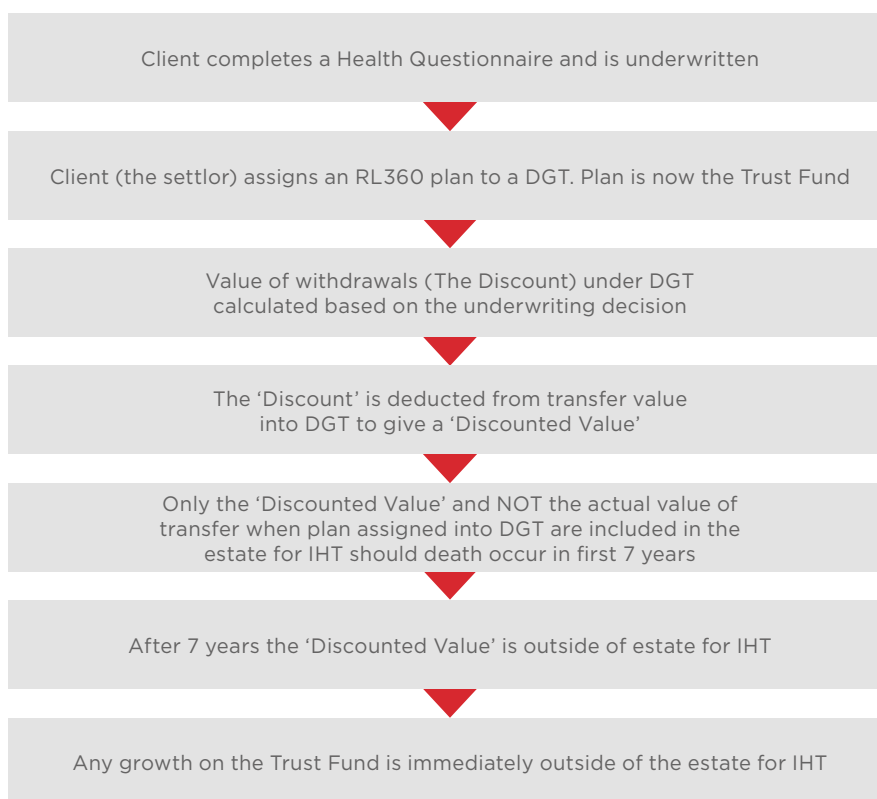 Client completes a Health Questionnaire and is underwritten
Client (the settlor) assigns an RL360 plan to a DGT. Plan is now the Trust Fund
Value of withdrawals (The Discount) under DGT
calculated based on the underwriting decision
The ‘Discount’ is deducted from transfer value
into DGT to give a ‘Discounted Value’
Only the ‘Discounted Value’ and NOT the actual value of
transfer when plan assigned into DGT are included in the
estate for IHT should death occur in first 7 years
After 7 years the ‘Discounted Value’ is outside of estate for IHT
Any growth on the Trust Fund is immediately outside of the estate for IHT